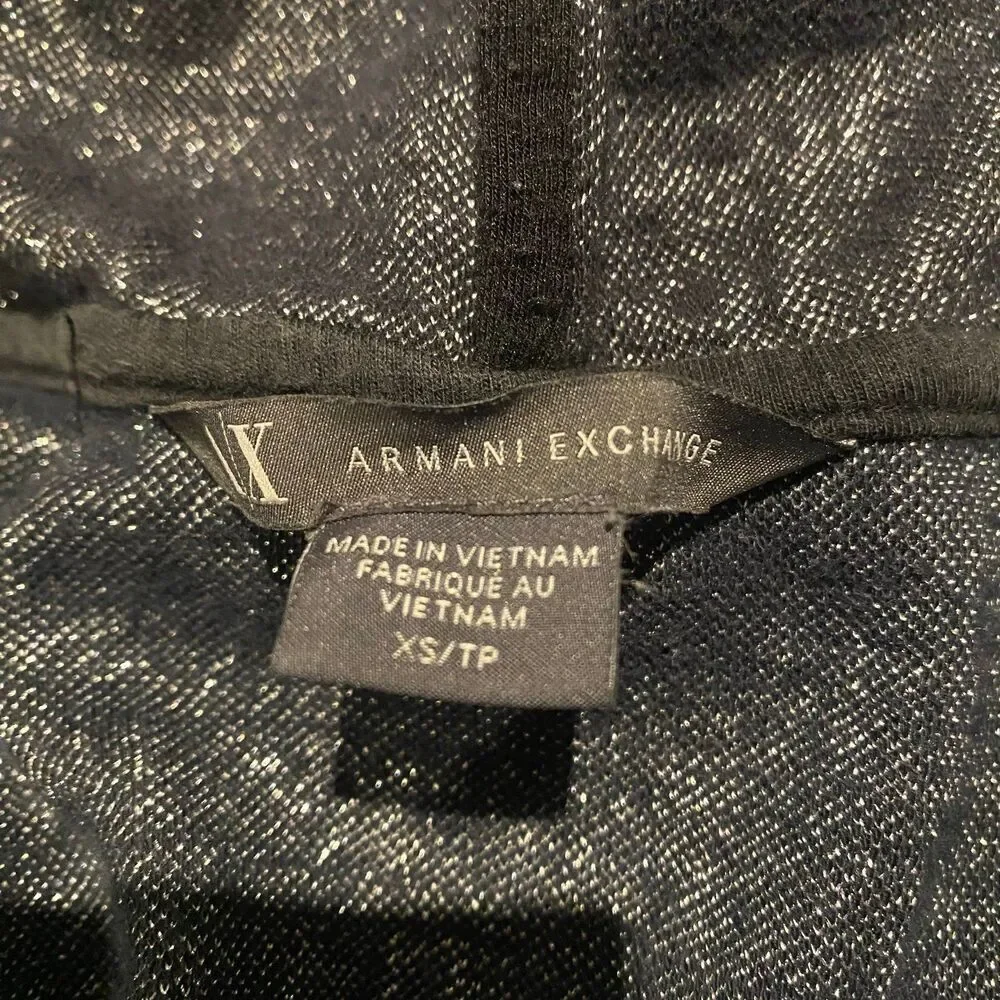 A|X ARMANI EXCHANGE
MADE IN VIETNAM
FABRIQUÉ AU
VIETNAM
XS/TP